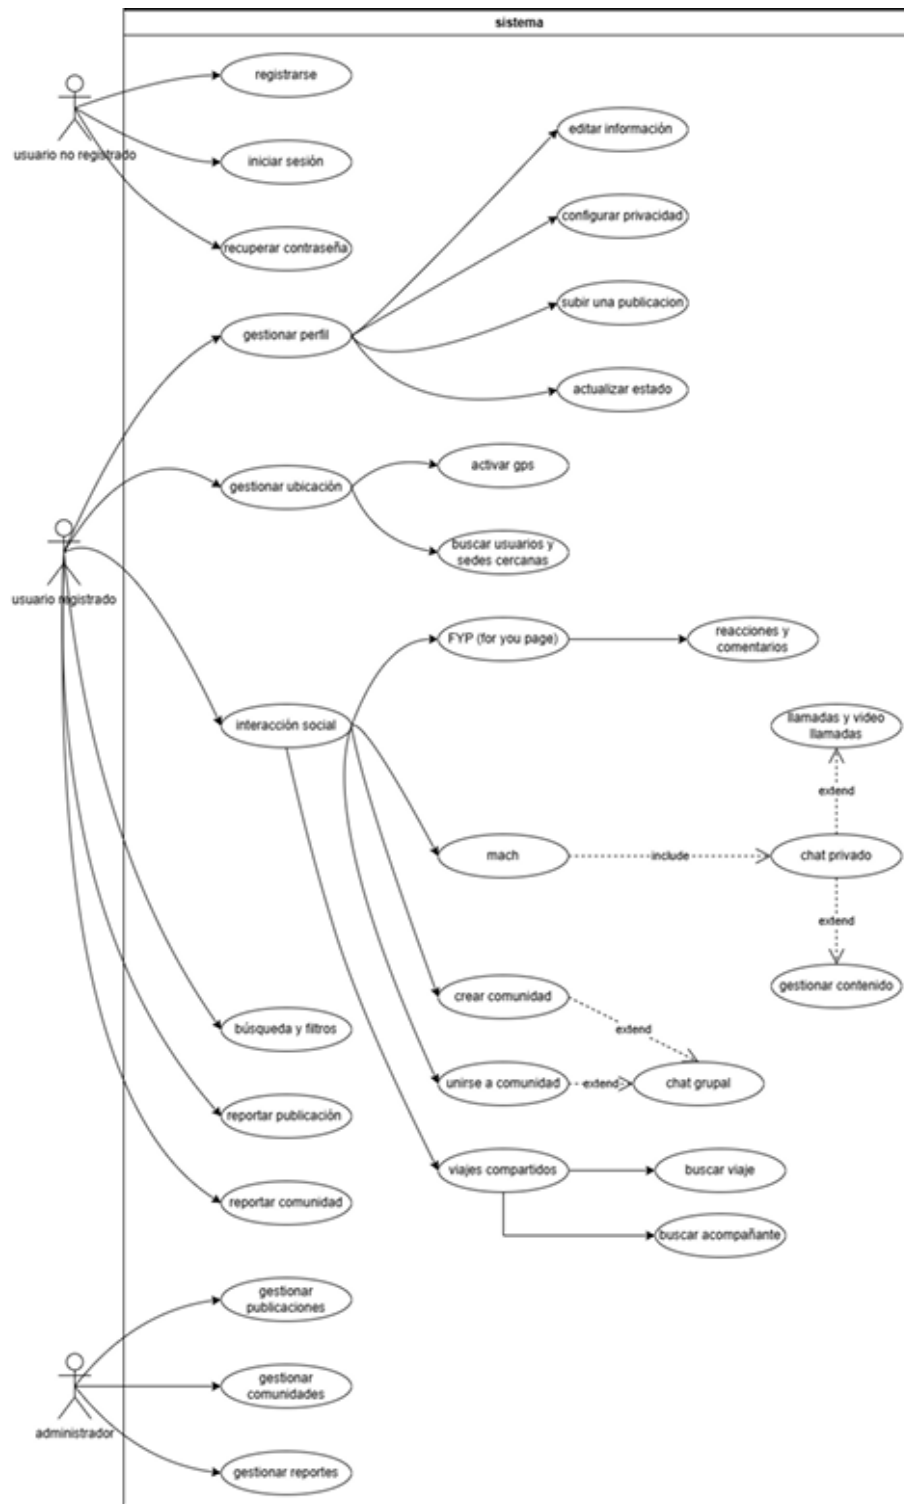 sistema
registrarse
usuario no registrado
iniciar sesión
recuperar contraseña
editar información
configurar privacidad
subir una publicacion
gestionar perfil
actualizar estado
activar gps
gestionar ubicación
buscar usuarios y
sedes cercanas
usuario registrado
FYP (for you page)
reacciones y
comentarios
interacción social
llamadas y video
llamadas
extend
mach
include
chat privado
extend
gestionar contenido
crear comunidad
extend
búsqueda y filtros
unirse a comunidad
extend
chat grupal
reportar publicación
viajes compartidos
buscar viaje
reportar comunidad
buscar acompañante
gestionar
publicaciones
gestionar
comunidades
administrador
gestionar reportes